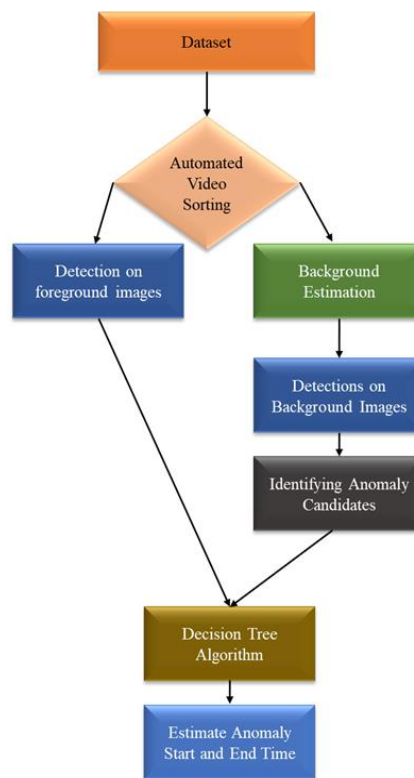 Dataset
Automated
Video
Sorting
Detection on
foreground images
Background
Estimation
Detections on
Background Images
Identifying Anomaly
Candidates
Decision Tree
Algorithm
Estimate Anomaly
Start and End Time